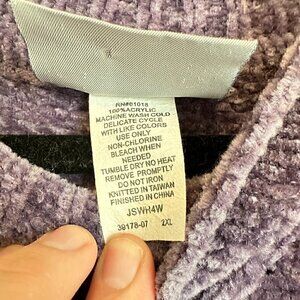 RN#61018
100%ACRYLIC
MACHINE WASH COLD
DELICATE CYCLE
WITH LIKE COLORS
USE ONLY
NON-CHLORINE
BLEACH WHEN
NEEDED
TUMBLE DRY NO HEAT
REMOVE PROMPTLY
DO NOT IRON
KNITTED IN TAIWAN
FINISHED IN CHINA
JSWH4W
39178-07 2XL